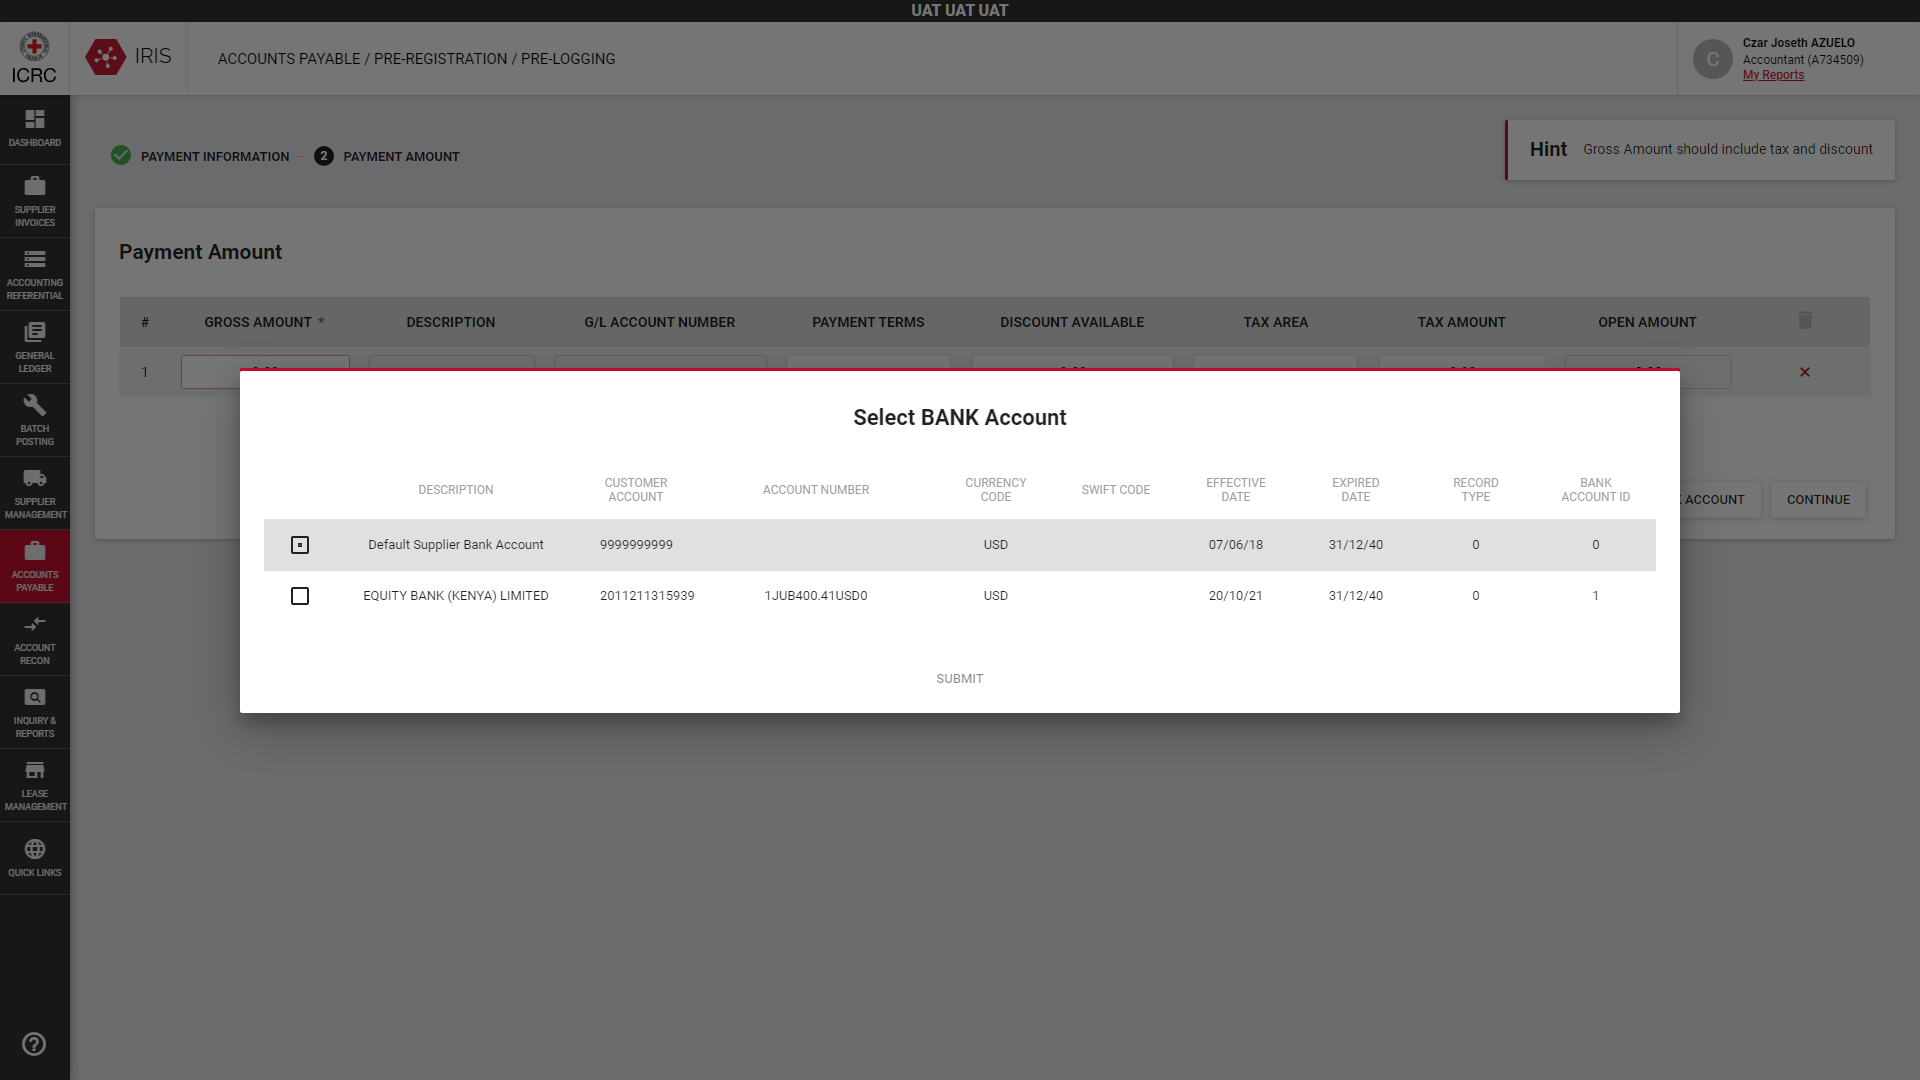 UAT UAT UAT
ICRC
IRIS
ACCOUNTS PAYABLE / PRE-REGISTRATION / PRE-LOGGING
C
Czar Joseth AZUELO
Accountant (A734509)
My Reports
DASHBOARD
SUPPLIER
INVOICES
ACCOUNTING
REFERENTIAL
GENERAL
LEDGER
BATCH
POSTING
SUPPLIER
MANAGEMENT
ACCOUNTS
PAYABLE
ACCOUNT
RECON
INQUIRY &
REPORTS
LEASE
MANAGEMENT
QUICK LINKS
PAYMENT INFORMATION
2 PAYMENT AMOUNT
Hint Gross Amount should include tax and discount
Payment Amount
# GROSS AMOUNT * DESCRIPTION G/L ACCOUNT NUMBER PAYMENT TERMS DISCOUNT AVAILABLE TAX AREA TAX AMOUNT OPEN AMOUNT
1
Select BANK Account
DESCRIPTION CUSTOMER ACCOUNT ACCOUNT NUMBER CURRENCY CODE SWIFT CODE EFFECTIVE DATE EXPIRED DATE RECORD TYPE BANK ACCOUNT ID
Default Supplier Bank Account 9999999999 USD 07/06/18 31/12/40 0 0
EQUITY BANK (KENYA) LIMITED 2011211315939 1JUB400.41USD0 USD 20/10/21 31/12/40 0 1
SUBMIT
ACCOUNT
CONTINUE